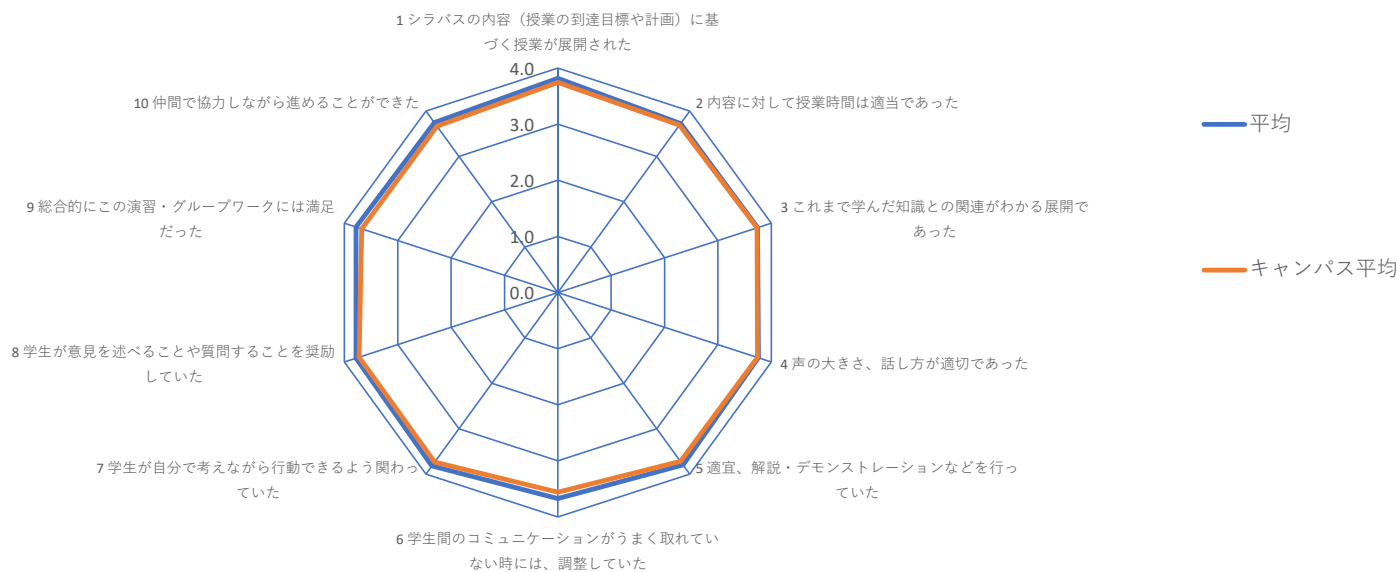 1 シラバスの内容（授業の到達目標や計画）に基
づく授業が展開された
4.0
3.0
2.0
1.0
0.0
2 内容に対して授業時間は適当であった
3 これまで学んだ知識との関連がわかる展開で
あった
4 声の大きさ、話し方が適切であった
5 適宜、解説・デモンストレーションなどを行っ
ていた
6 学生間のコミュニケーションがうまく取れてい
ない時には、調整していた
7 学生が自分で考えながら行動できるよう関わっ
ていた
8 学生が意見を述べることや質問することを奨励
していた
9 総合的にこの演習・グループワークには満足
だった
10 仲間で協力しながら進めることができた
平均
キャンパス平均